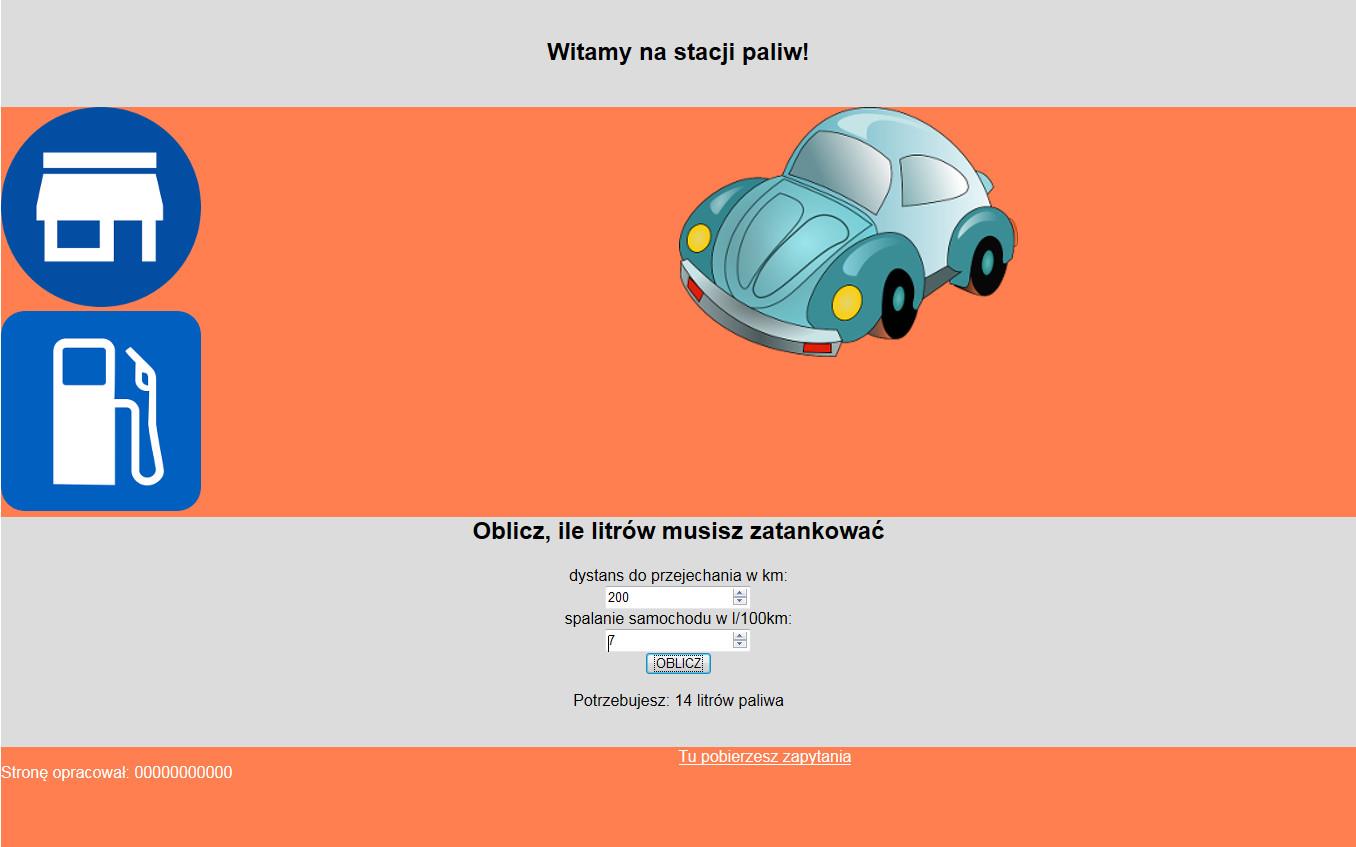 Witamy na stacji paliw!
Oblicz, ile litrów musisz zatankować
dystans do przejechania w km:
200
spalanie samochodu w l/100km:
7
OBLICZ
Potrzebujesz: 14 litrów paliwa
Tu pobierzesz zapytania
Stronę opracował: 00000000000